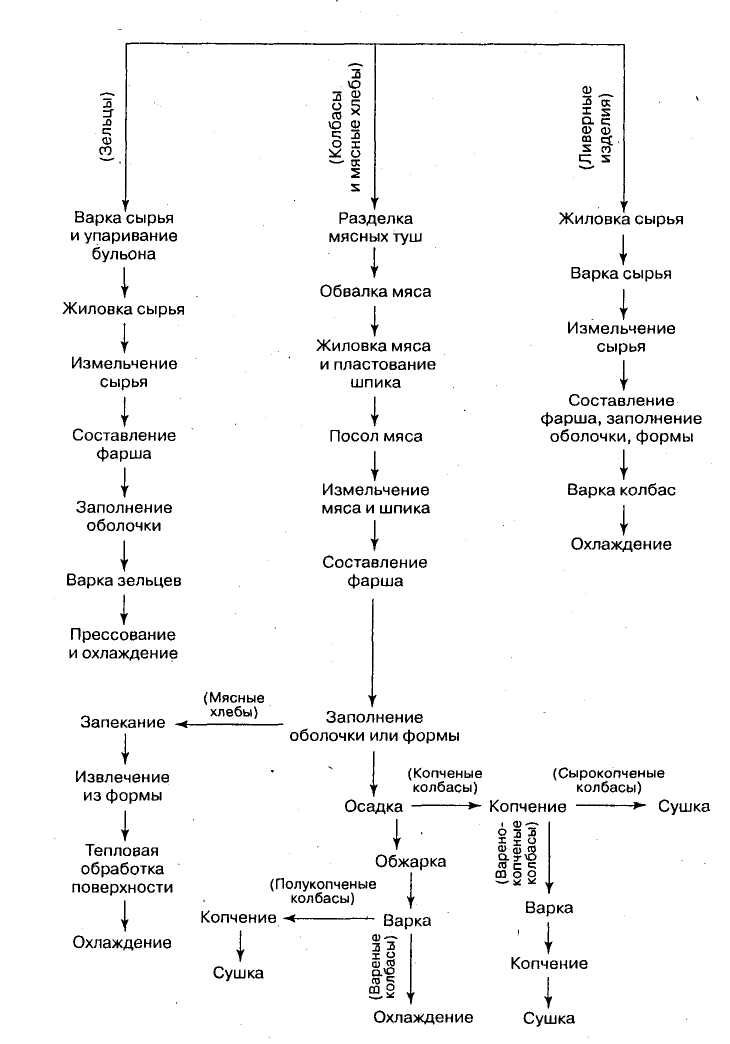 (Зельцы)
(Колбасы
и мясные хлебы)
(Ливерные
изделия)
Варка сырья
и упаривание
бульона
Жиловка сырья
Измельчение
сырья
Составление
фарша
Заполнение
оболочки
Варка зельцев
Прессование
и охлаждение
Разделка
мясных туш
Обвалка мяса
Жиловка мяса
и пластование
шпика
Посол мяса
Измельчение
мяса и шпика
Составление
фарша
Жиловка сырья
Варка сырья
Измельчение
сырья
Составление
фарша, заполнение
оболочки, формы
Варка колбас
Охлаждение
Заполнение
оболочки или формы
(Мясные
хлебы)
Запекание
Извлечение
из формы
Тепловая
обработка
поверхности
Охлаждение
Осадка
(Копченые
колбасы)
Копчение
(Сырокопченые
колбасы)
Сушка
Обжарка
Варка
(Полукопченые
колбасы)
Копчение
Сушка
(Вареные
колбасы)
Охлаждение
(Варено-
копченые
колбасы)
Варка
Копчение
Сушка